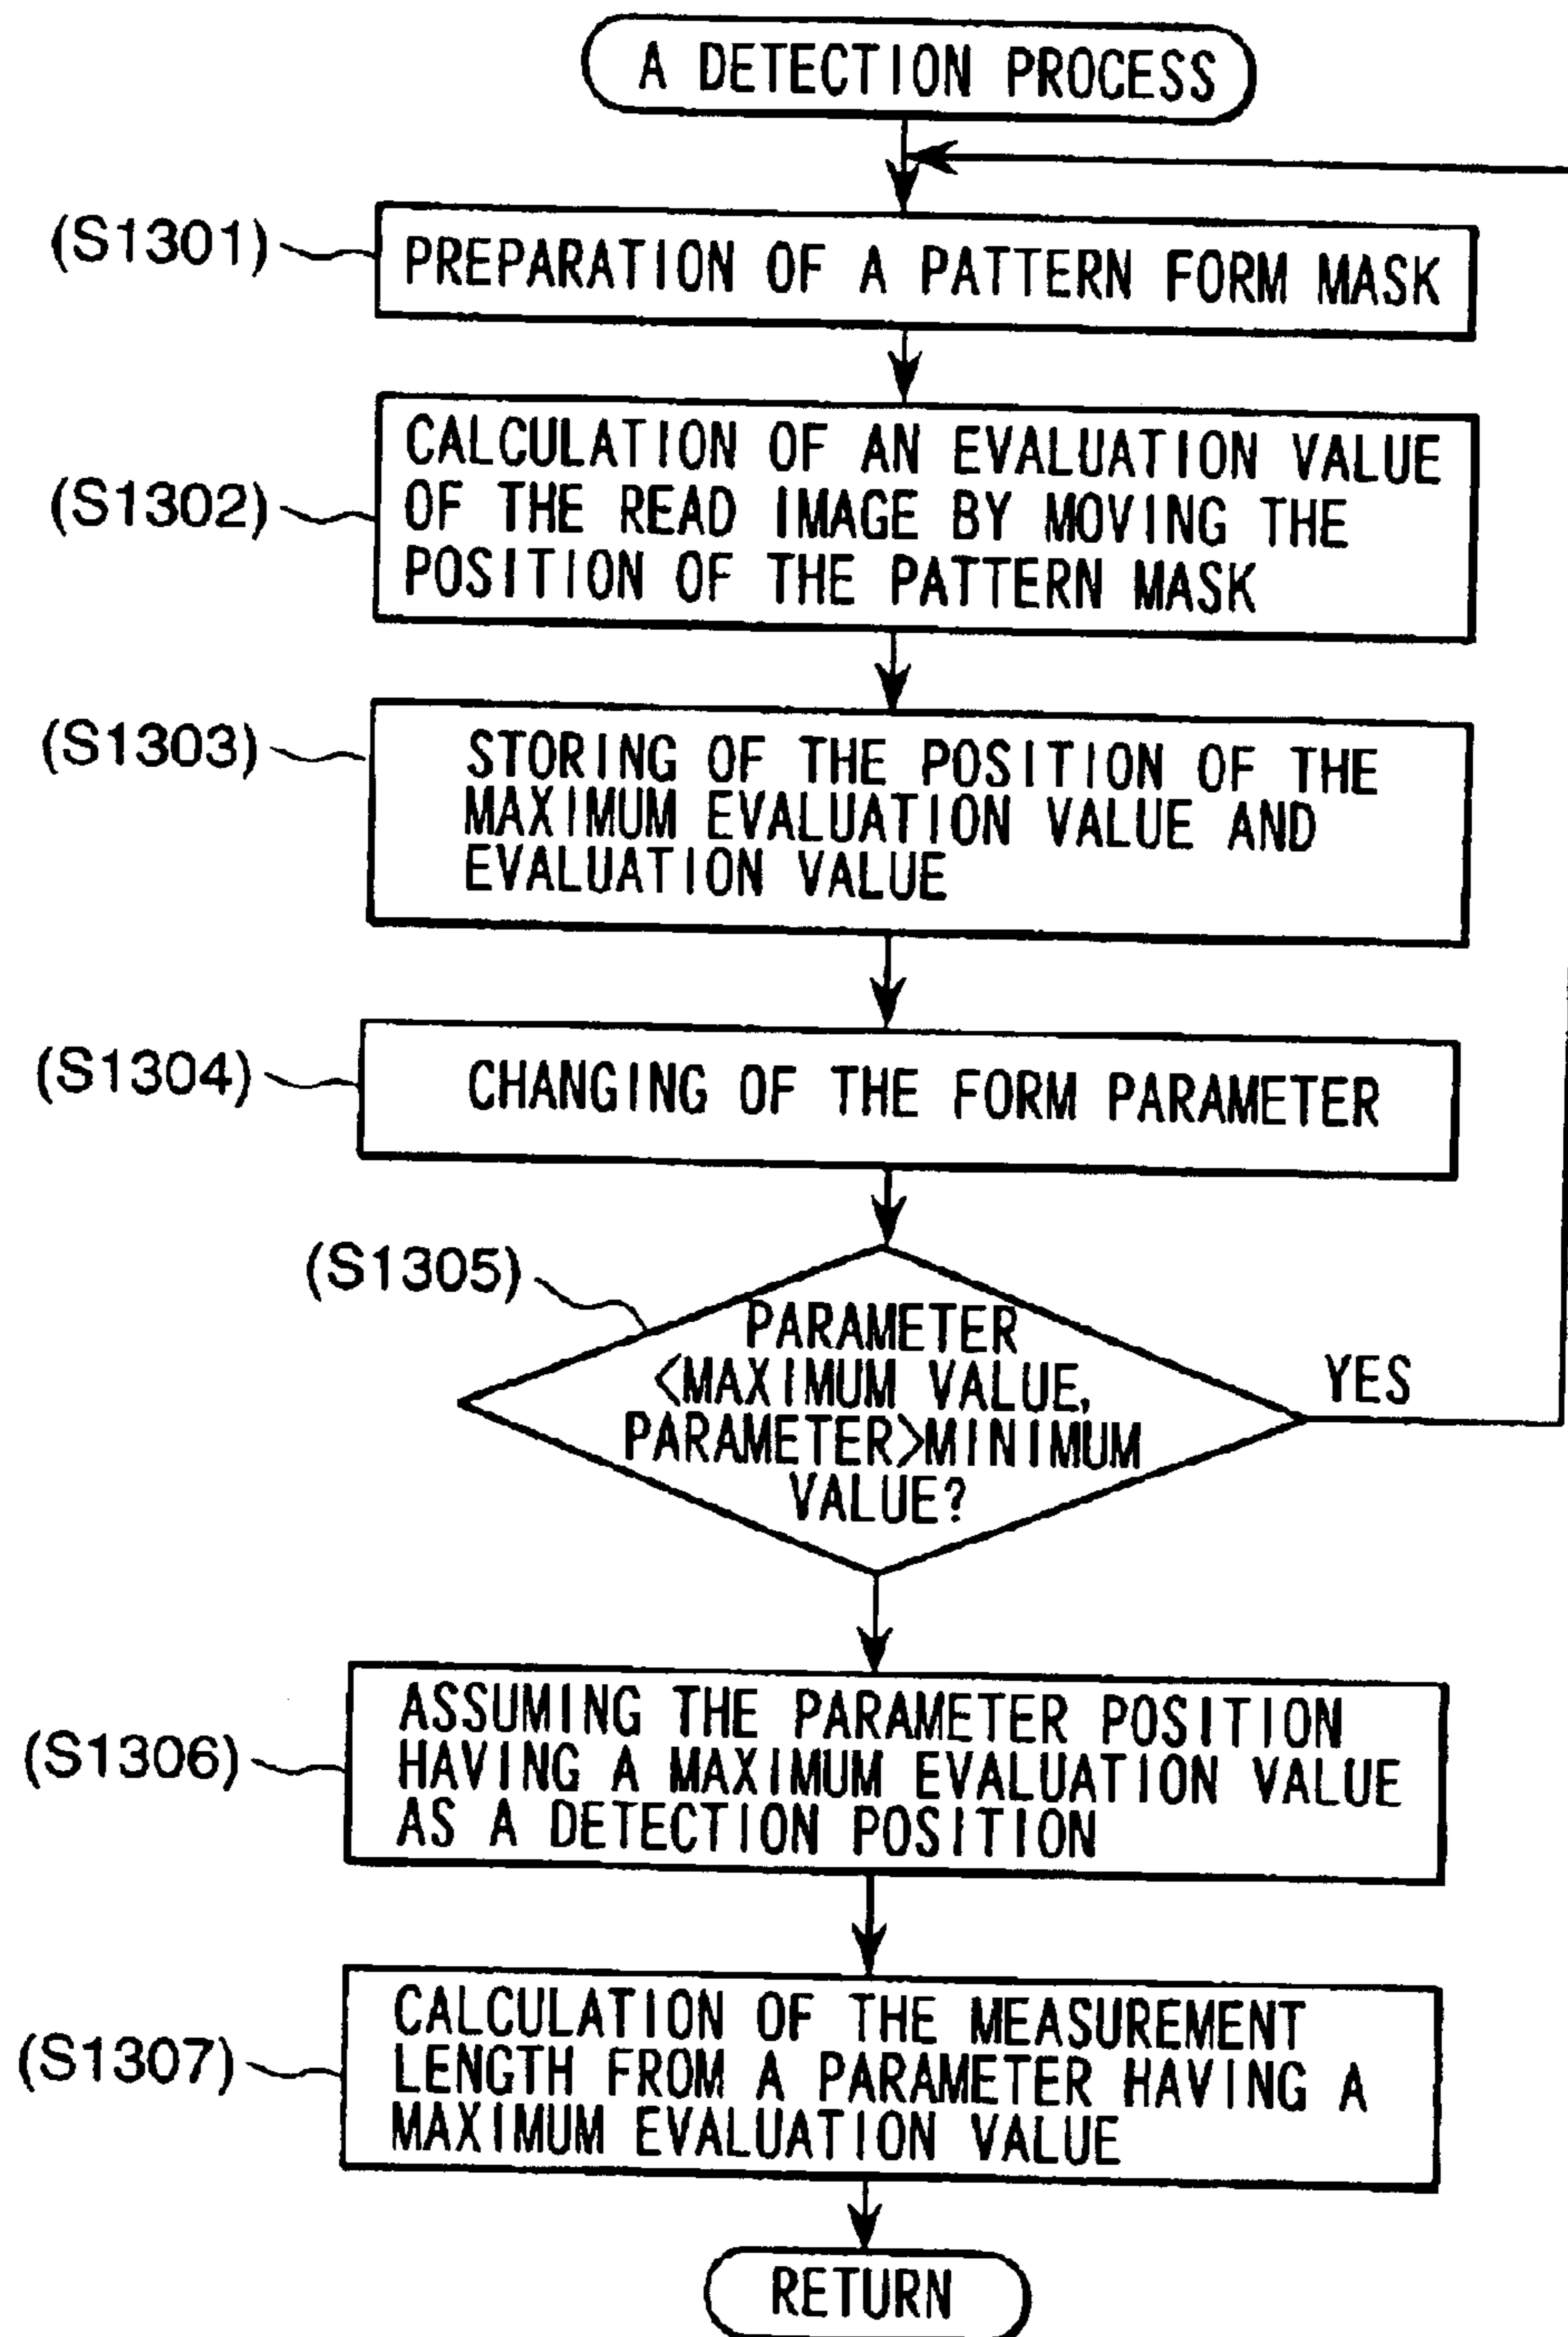 A DETECTION PROCESS
(S1301)
PREPARATION OF A PATTERN FORM MASK
(S1302)
CALCULATION OF AN EVALUATION VALUE
OF THE READ IMAGE BY MOVING THE
POSITION OF THE PATTERN MASK
(S1303)
STORING OF THE POSITION OF THE
MAXIMUM EVALUATION VALUE AND
EVALUATION VALUE
(S1304)
CHANGING OF THE FORM PARAMETER
(S1305)
PARAMETER
<MAXIMUM VALUE,
PARAMETER>MINIMUM
VALUE?
YES
(S1306)
ASSUMING THE PARAMETER POSITION
HAVING A MAXIMUM EVALUATION VALUE
AS A DETECTION POSITION
(S1307)
CALCULATION OF THE MEASUREMENT
LENGTH FROM A PARAMETER HAVING A
MAXIMUM EVALUATION VALUE
RETURN